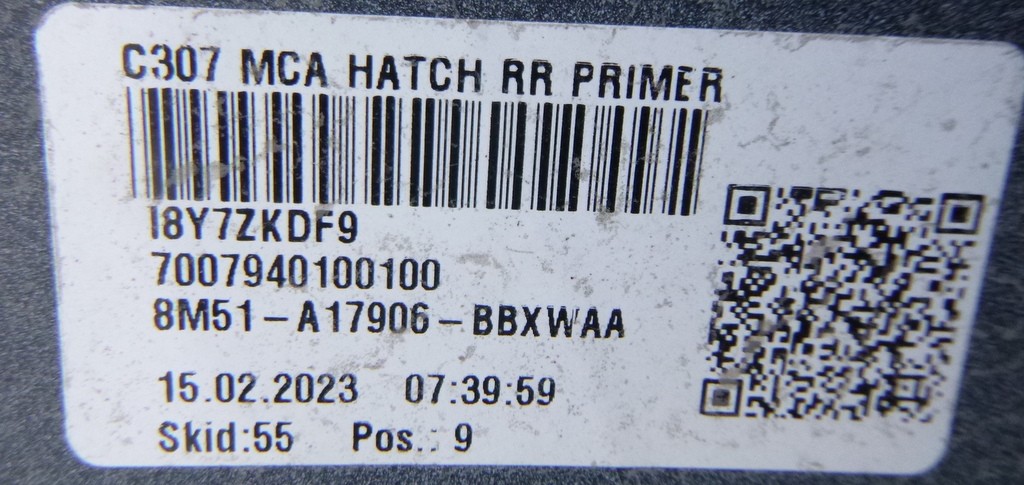 C307 MCA HATCH RR PRIMER
I8Y7ZKDF9
7007940100100
8M51-A17906-BBXWAA
15.02.2023 07:39:59
Skid:55 Pos.: 9